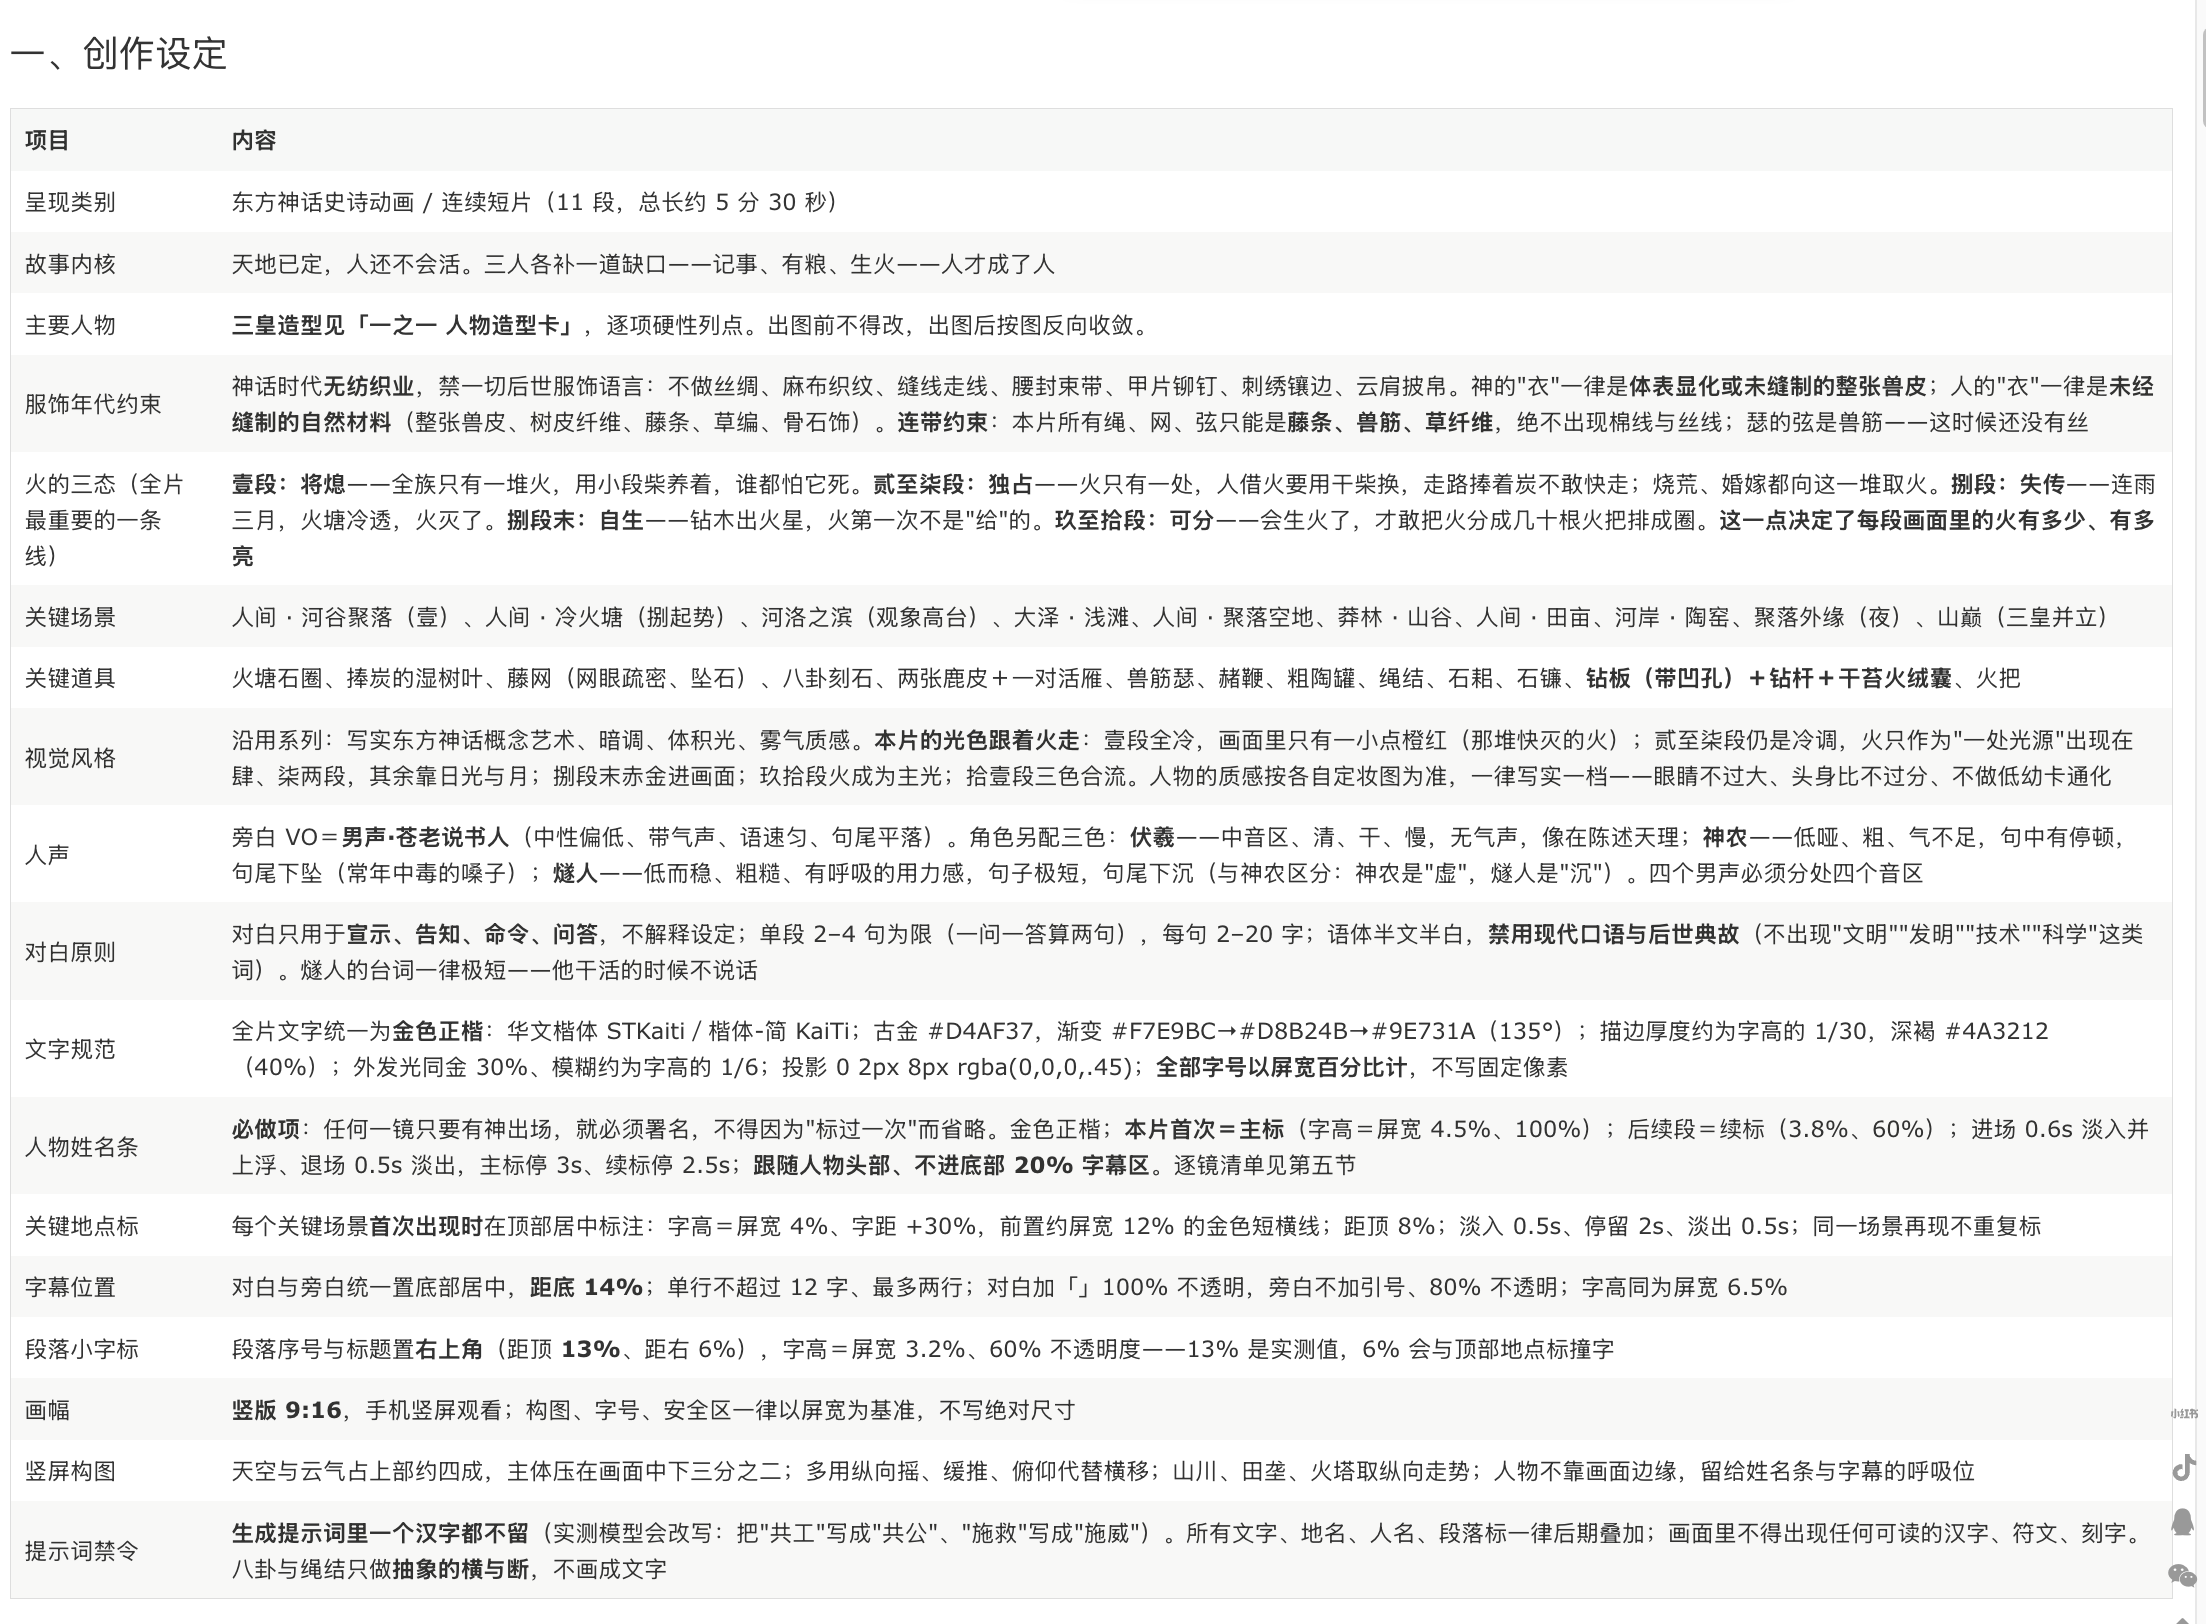 一、创作设定
项目 内容
呈现类别 东方神话史诗动画 / 连续短片（11 段，总长约 5 分 30 秒）
故事内核 天地已定，人还不会活。三人各补一道缺口——记事、有粮、生火——人才成了人
主要人物 三皇造型见「一之一 人物造型卡」，逐项硬性列点。出图前不得改，出图后按图反向收敛。
服饰年代约束 神话时代无纺织业，禁一切后世服饰语言：不做丝绸、麻布织纹、缝线走线、腰封束带、甲片铆钉、刺绣镶边、云肩披帛。神的"衣"一律是体表显化或未缝制的整张兽皮；人的"衣"一律是未经
缝制的自然材料（整张兽皮、树皮纤维、藤条、草编、骨石饰）。连带约束：本片所有绳、网、弦只能是藤条、兽筋、草纤维，绝不出现棉线与丝线；瑟的弦是兽筋——这时候还没有丝
火的三态（全片
最重要的一条
线）
壹段：将熄——全族只有一堆火，用小段柴养着，谁都怕它死。贰至柒段：独占——火只有一处，人借火要用干柴换，走路捧着炭不敢快走；烧荒、婚嫁都向这一堆取火。捌段：失传——连雨
三月，火塘冷透，火灭了。捌段末：自生——钻木出火星，火第一次不是"给"的。玖至拾段：可分——会生火了，才敢把火分成几十根火把排成圈。这一点决定了每段画面里的火有多少、有多
亮
关键场景 人间 · 河谷聚落（壹）、人间 · 冷火塘（捌起势）、河洛之滨（观象高台）、大泽 · 浅滩、人间 · 聚落空地、莽林 · 山谷、人间 · 田亩、河岸 · 陶窑、聚落外缘（夜）、山巅（三皇并立）
关键道具 火塘石圈、捧炭的湿树叶、藤网（网眼疏密、坠石）、八卦刻石、两张鹿皮＋一对活雁、兽筋瑟、赭鞭、粗陶罐、绳结、石耜、石镰、钻板（带凹孔）＋钻杆＋干苔火绒囊、火把
视觉风格 沿用系列：写实东方神话概念艺术、暗调、体积光、雾气质感。本片的光色跟着火走：壹段全冷，画面里只有一小点橙红（那堆快灭的火）；贰至柒段仍是冷调，火只作为"一处光源"出现在
肆、柒两段，其余靠日光与月；捌段末赤金进画面；玖拾段火成为主光；拾壹段三色合流。人物的质感按各自定妆图为准，一律写实一档——眼睛不过大、头身比不过分、不做低幼卡通化
人声 旁白 VO＝男声·苍老说书人（中性偏低、带气声、语速匀、句尾平落）。角色另配三色：伏羲——中音区、清、干、慢，无气声，像在陈述天理；神农——低哑、粗、气不足，句中有停顿，
句尾下坠（常年中毒的嗓子）；燧人——低而稳、粗糙、有呼吸的用力感，句子极短，句尾下沉（与神农区分：神农是"虚"，燧人是"沉"）。四个男声必须分处四个音区
对白原则 对白只用于宣示、告知、命令、问答，不解释设定；单段 2–4 句为限（一问一答算两句），每句 2–20 字；语体半文半白，禁用现代口语与后世典故（不出现"文明""发明""技术""科学"这类
词）。燧人的台词一律极短——他干活的时候不说话
文字规范 全片文字统一为金色正楷：华文楷体 STKaiti / 楷体-简 KaiTi；古金 #D4AF37，渐变 #F7E9BC→#D8B24B→#9E731A（135°）；描边厚度约为字高的 1/30，深褐 #4A3212
（40%）；外发光同金 30%、模糊约为字高的 1/6；投影 0 2px 8px rgba(0,0,0,.45)；全部字号以屏宽百分比计，不写固定像素
人物姓名条 必做项：任何一镜只要有神出场，就必须署名，不得因为"标过一次"而省略。金色正楷；本片首次＝主标（字高＝屏宽 4.5%、100%）；后续段＝续标（3.8%、60%）；进场 0.6s 淡入并
上浮、退场 0.5s 淡出，主标停 3s、续标停 2.5s；跟随人物头部、不进底部 20% 字幕区。逐镜清单见第五节
关键地点标 每个关键场景首次出现时在顶部居中标注：字高＝屏宽 4%、字距 +30%，前置约屏宽 12% 的金色短横线；距顶 8%；淡入 0.5s、停留 2s、淡出 0.5s；同一场景再现不重复标
字幕位置 对白与旁白统一置底部居中，距底 14%；单行不超过 12 字、最多两行；对白加「」100% 不透明，旁白不加引号、80% 不透明；字高同为屏宽 6.5%
段落小字标 段落序号与标题置右上角（距顶 13%、距右 6%），字高＝屏宽 3.2%、60% 不透明度——13% 是实测值，6% 会与顶部地点标撞字
画幅 竖版 9:16，手机竖屏观看；构图、字号、安全区一律以屏宽为基准，不写绝对尺寸
竖屏构图 天空与云气占上部约四成，主体压在画面中下三分之二；多用纵向摇、缓推、俯仰代替横移；山川、田垄、火塔取纵向走势；人物不靠画面边缘，留给姓名条与字幕的呼吸位
提示词禁令 生成提示词里一个汉字都不留（实测模型会改写：把"共工"写成"共公"、"施救"写成"施威"）。所有文字、地名、人名、段落标一律后期叠加；画面里不得出现任何可读的汉字、符文、刻字。
八卦与绳结只做抽象的横与断，不画成文字
小红书